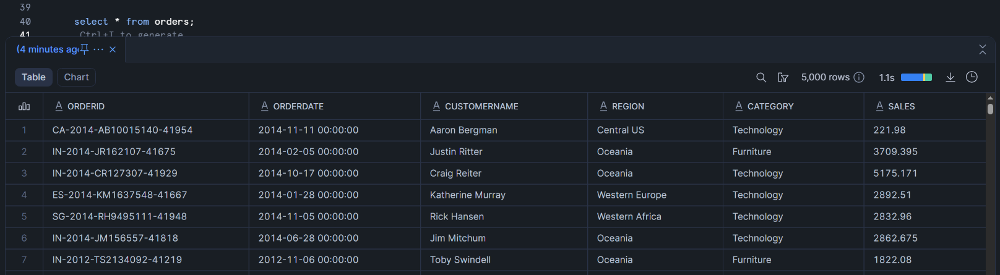 39
40 select * from orders;
41 Ctrl+I to generate
(4 minutes ago
Table Chart 5,000 rows 1.1s
ORDERID ORDERDATE CUSTOMERNAME REGION CATEGORY SALES
1 CA-2014-AB10015140-41954 2014-11-11 00:00:00 Aaron Bergman Central US Technology 221.98
2 IN-2014-JR162107-41675 2014-02-05 00:00:00 Justin Ritter Oceania Furniture 3709.395
3 IN-2014-CR127307-41929 2014-10-17 00:00:00 Craig Reiter Oceania Technology 5175.171
4 ES-2014-KM1637548-41667 2014-01-28 00:00:00 Katherine Murray Western Europe Technology 2892.51
5 SG-2014-RH9495111-41948 2014-11-05 00:00:00 Rick Hansen Western Africa Technology 2832.96
6 IN-2014-JM156557-41818 2014-06-28 00:00:00 Jim Mitchum Oceania Technology 2862.675
7 IN-2012-TS2134092-41219 2012-11-06 00:00:00 Toby Swindell Oceania Furniture 1822.08